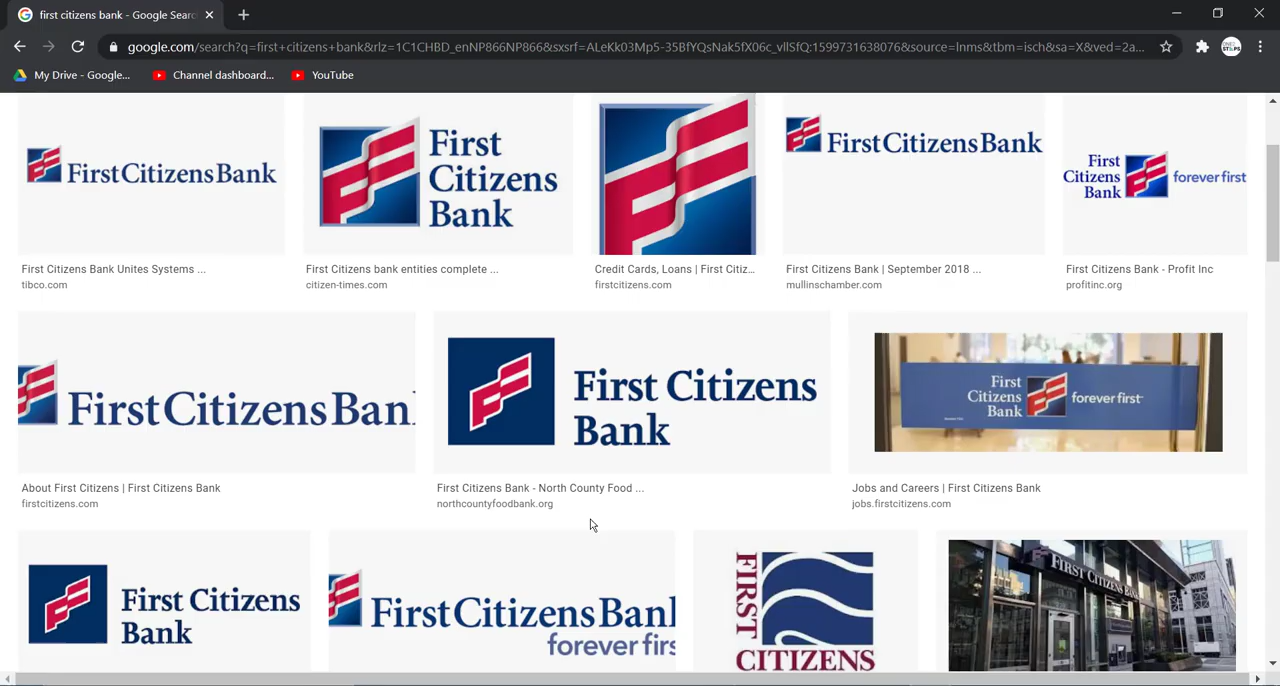 first citizens bank - Google Searc
google.com/search?q=first+citizens+bank&rlz=1C1CHBD_enNP866NP866&sxsrf=ALeKk03Mp5-35BfYQsNak5fX06c_vllSfQ:1599731638076&source=lnms&tbm=isch&sa=X&ved=2a...
My Drive - Google...
Channel dashboard...
YouTube
First Citizens Bank
First
Citizens
Bank
First Citizens Bank
First
Citizens
Bank
forever first
First Citizens Bank Unites Systems ...
tibco.com
First Citizens bank entities complete ...
citizen-times.com
Credit Cards, Loans | First Citiz...
firstcitizens.com
First Citizens Bank | September 2018 ...
mullinschamber.com
First Citizens Bank - Profit Inc
profitinc.org
First Citizens Ban
First Citizens
Bank
First
Citizens
Bank
forever first
About First Citizens | First Citizens Bank
firstcitizens.com
First Citizens Bank - North County Food ...
northcountyfoodbank.org
Jobs and Careers | First Citizens Bank
jobs.firstcitizens.com
First Citizens
Bank
First Citizens Ban
forever firs
FIRST
CITIZENS
First Citizens Bank